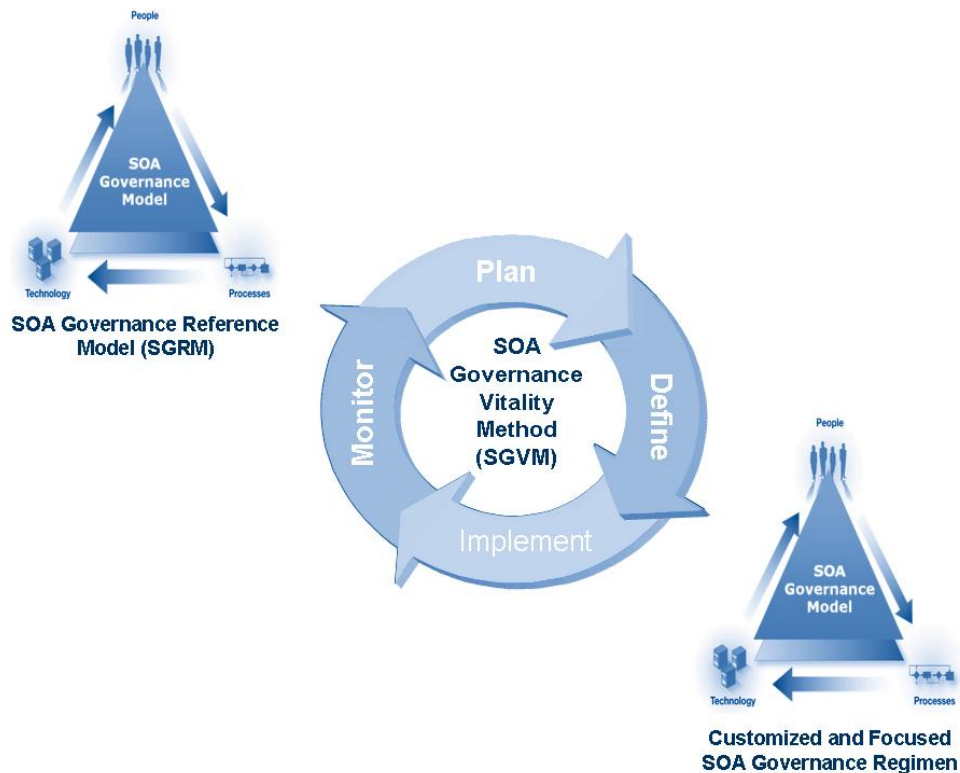 People
SOA
Governance
Model
Technology
Processes
SOA Governance Reference
Model (SGRM)
Plan
Define
Implement
Monitor
SOA
Governance
Vitality
Method
(SGVM)
People
SOA
Governance
Model
Technology
Processes
Customized and Focused
SOA Governance Regimen